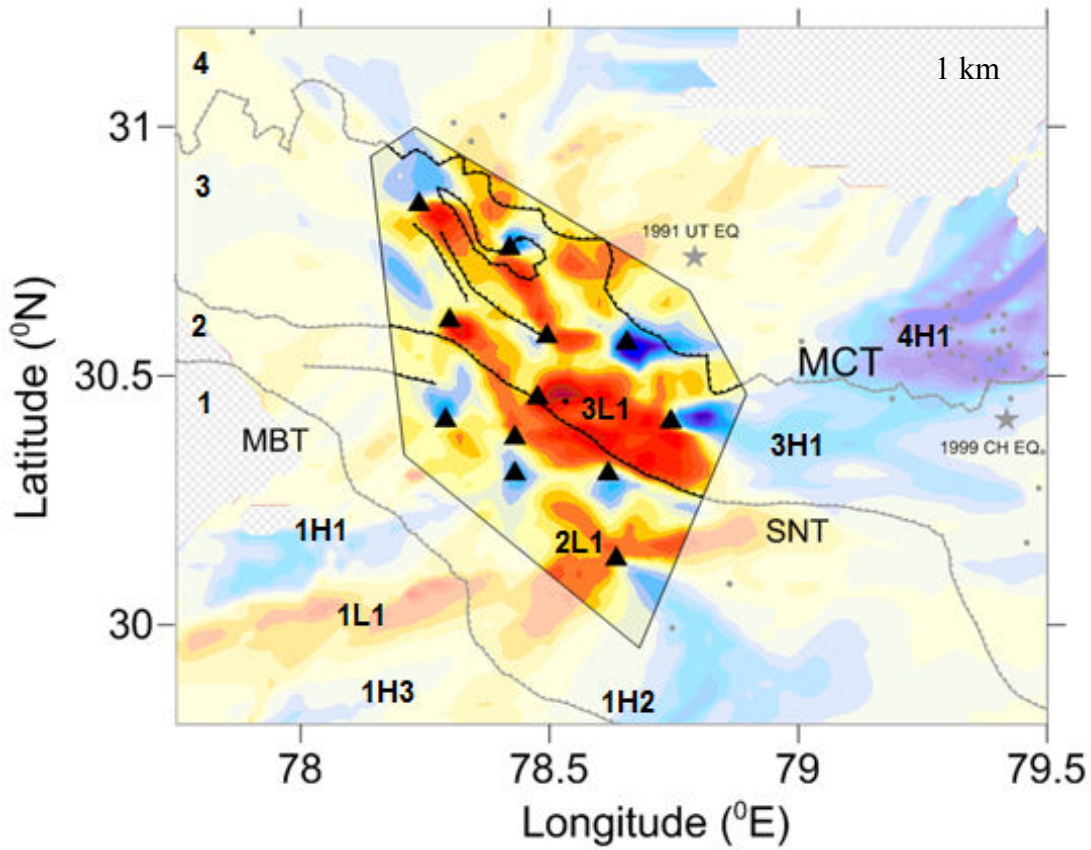 4
1 km
31
3
1991 UT EQ
2
4H1
MCT
30.5
1
3L1
MBT
3H1
1999 CH EQ
1H1
2L1
SNT
1L1
30
1H3
1H2
78
78.5
79
79.5
Latitude (⁰N)
Longitude (⁰E)